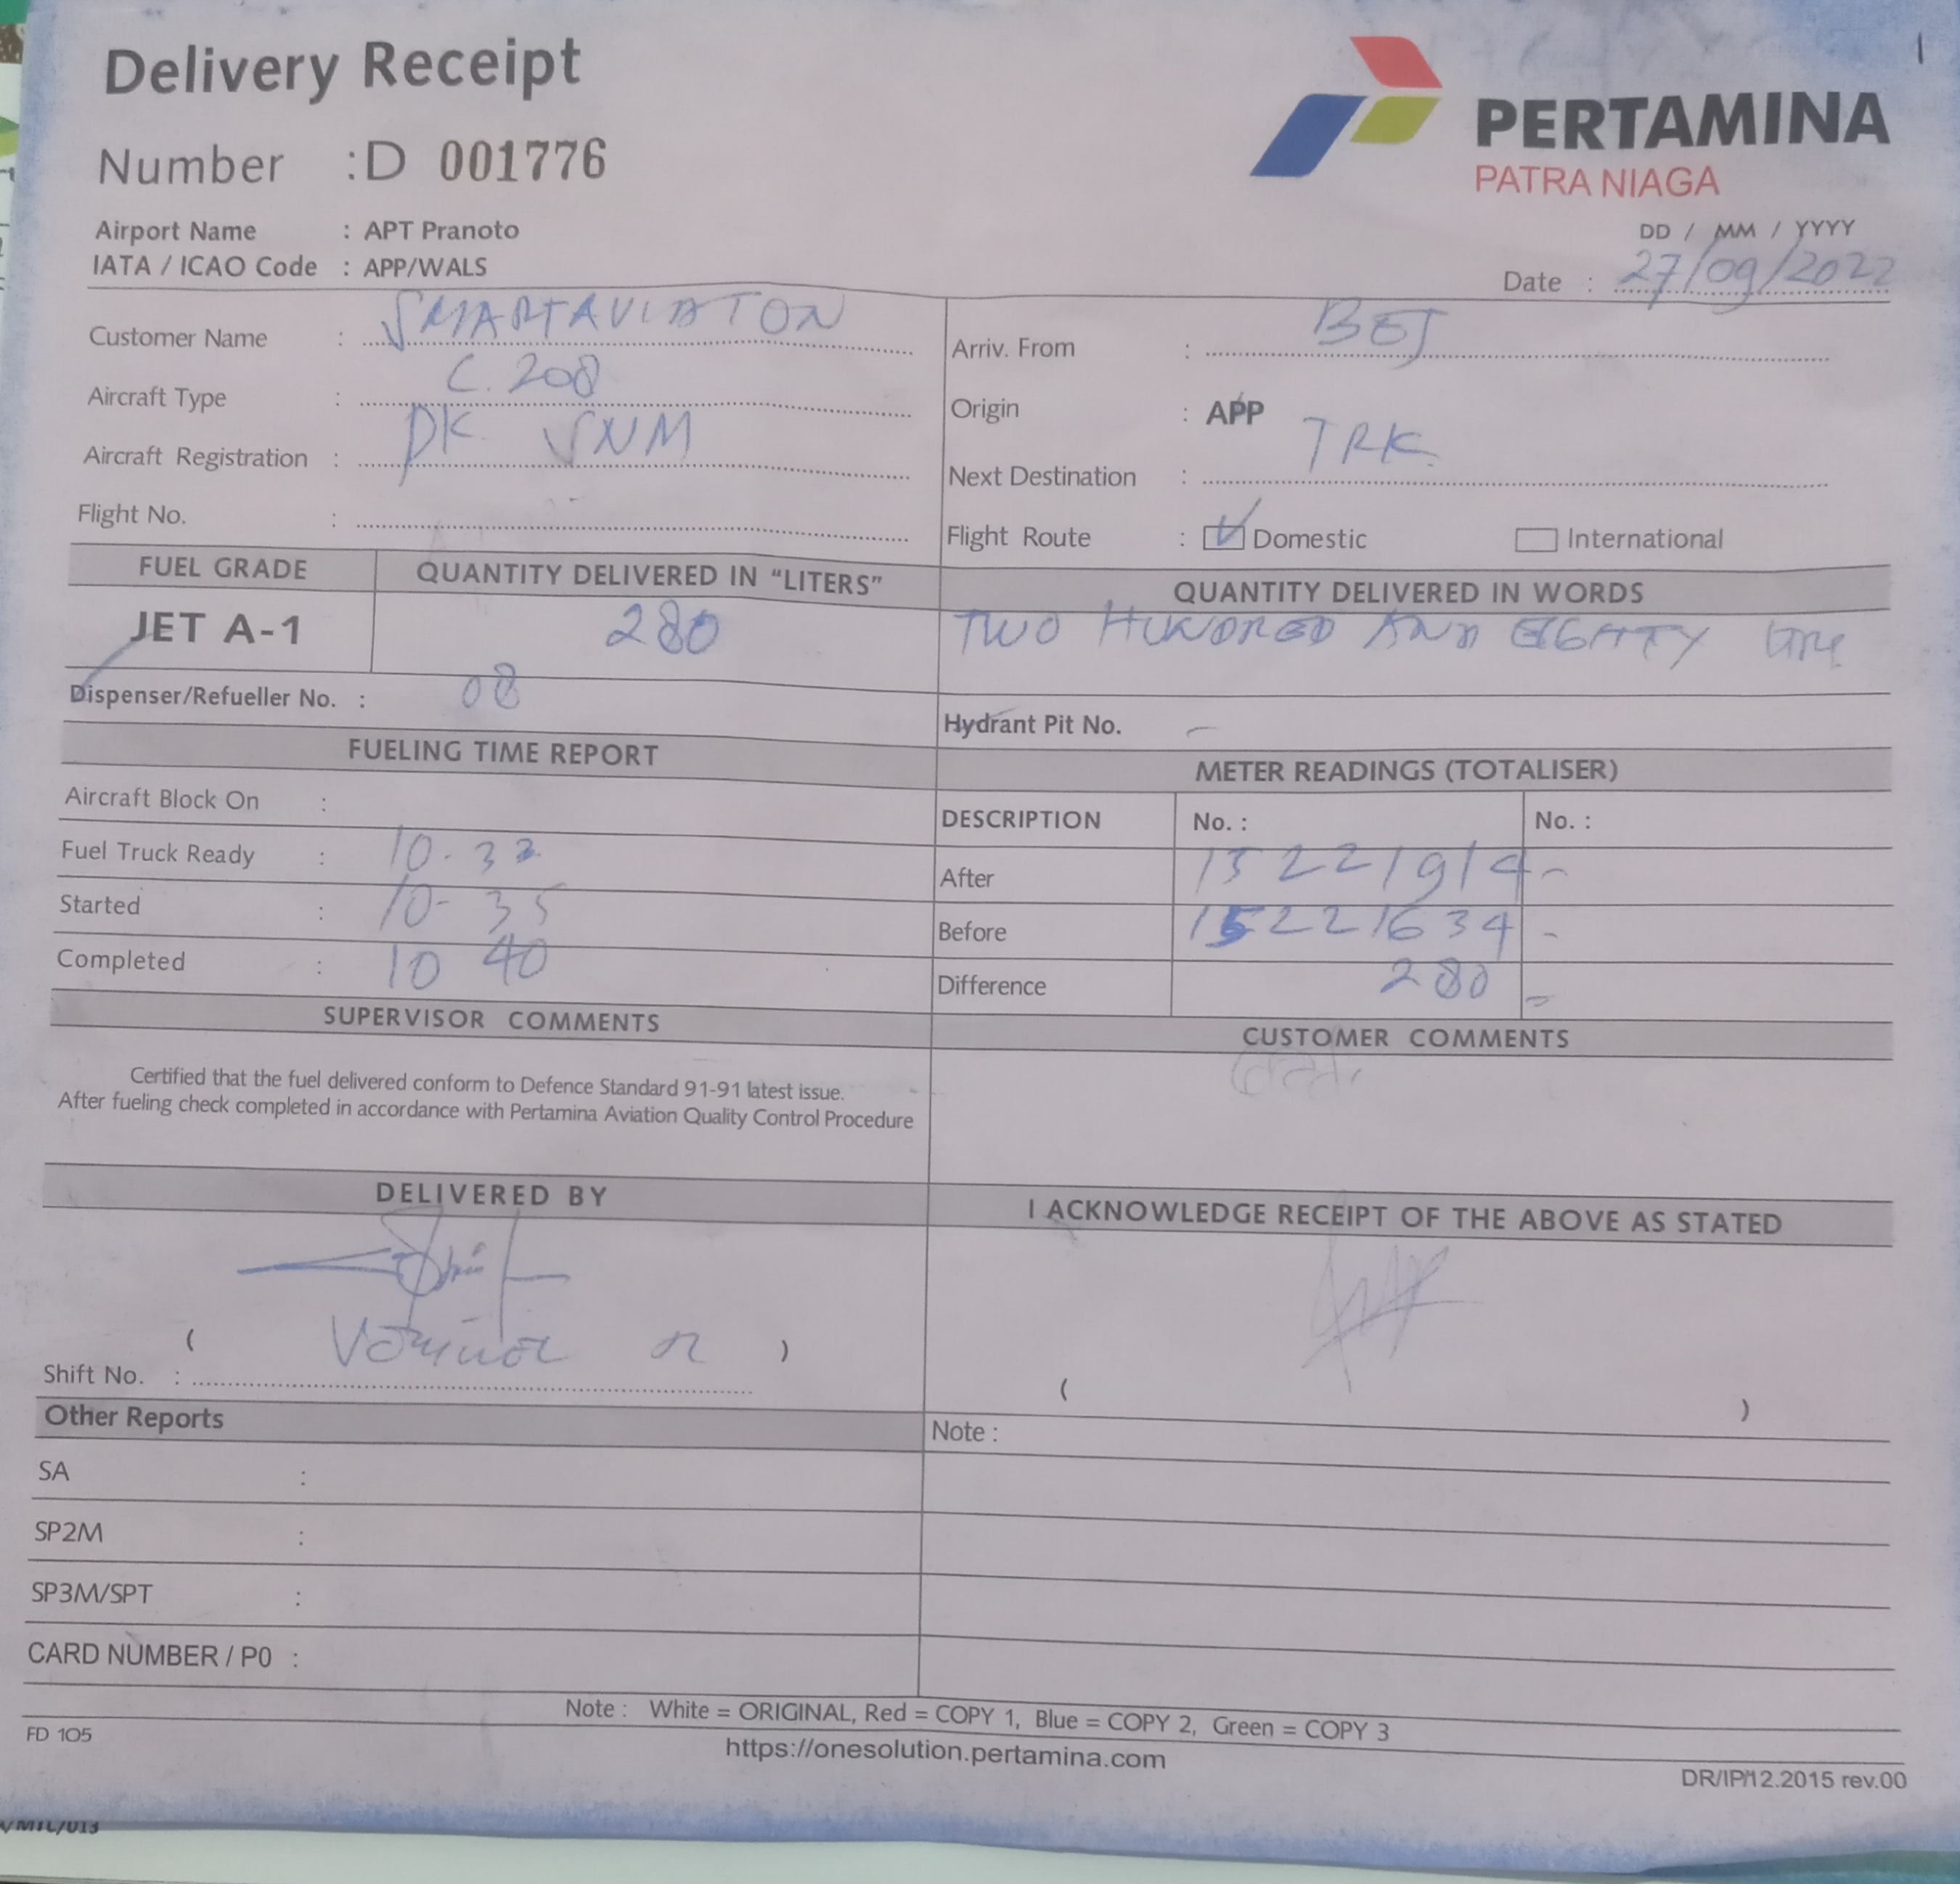 Delivery Receipt
Number : D 001776
PERTAMINA
PATRA NIAGA
Airport Name : APT Pranoto
IATA / ICAO Code : APP/WALS
DD / MM / YYYY
Date : 27/09/2022
Customer Name : SMARTAVIATON
Aircraft Type : C. 208
Aircraft Registration : PK SNM
Flight No. :
Arriv. From : BEJ
Origin : APP
Next Destination : TRK
Flight Route : Domestic International
FUEL GRADE QUANTITY DELIVERED IN "LITERS" QUANTITY DELIVERED IN WORDS
JET A-1 280 TWO HUNDRED AND EIGHTY
Dispenser/Refueller No. : 08
Hydrant Pit No. -
FUELING TIME REPORT
Aircraft Block On :
Fuel Truck Ready : 10-32
Started : 10-35
Completed : 10 40
METER READINGS (TOTALISER)
DESCRIPTION No. : No. :
After 15221914 -
Before 15221634 -
Difference 280 -
SUPERVISOR COMMENTS
Certified that the fuel delivered conform to Defence Standard 91-91 latest issue.
After fueling check completed in accordance with Pertamina Aviation Quality Control Procedure
CUSTOMER COMMENTS
DELIVERED BY
( )
Shift No. :
I ACKNOWLEDGE RECEIPT OF THE ABOVE AS STATED
( )
Other Reports
SA :
SP2M :
SP3M/SPT :
CARD NUMBER / P0 :
Note :
Note : White = ORIGINAL, Red = COPY 1, Blue = COPY 2, Green = COPY 3
FD 105
https://onesolution.pertamina.com
DR/IP/12.2015 rev.00